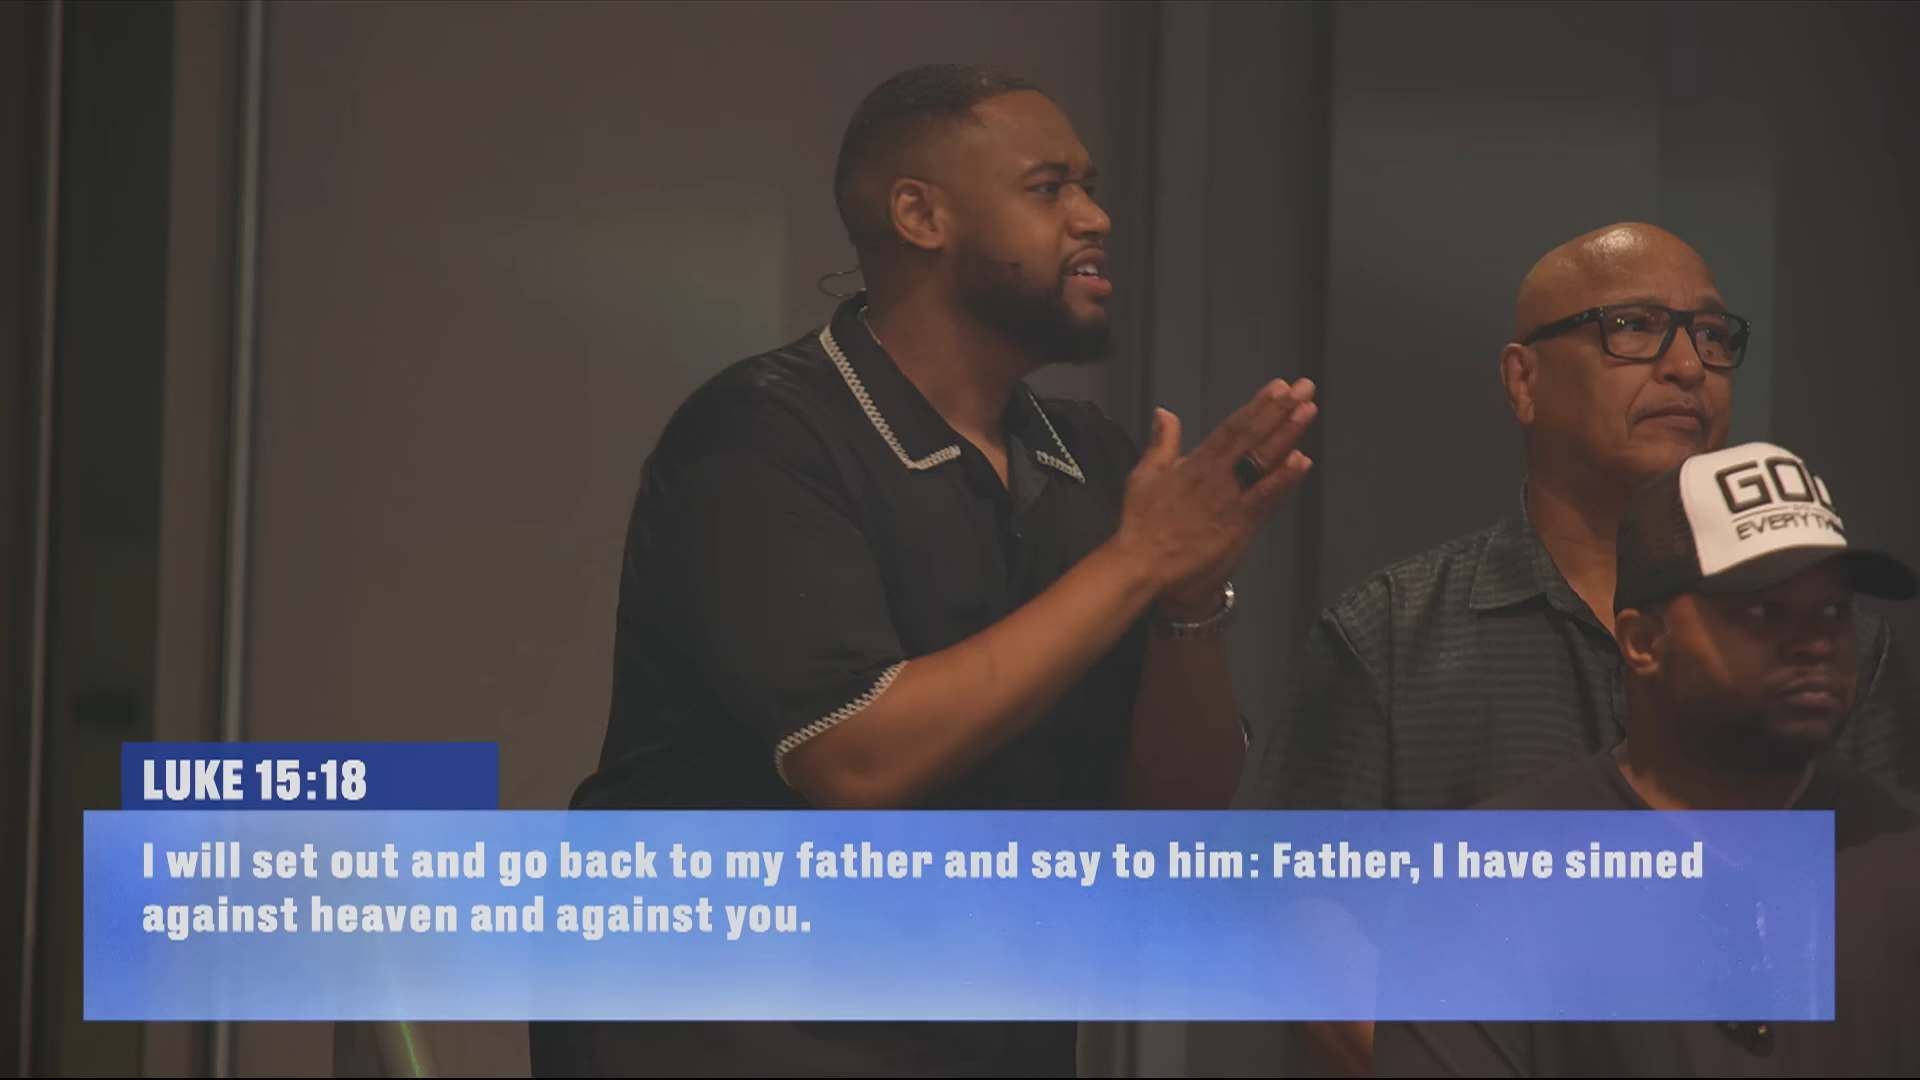 LUKE 15:18
I will set out and go back to my father and say to him: Father, I have sinned
against heaven and against you.